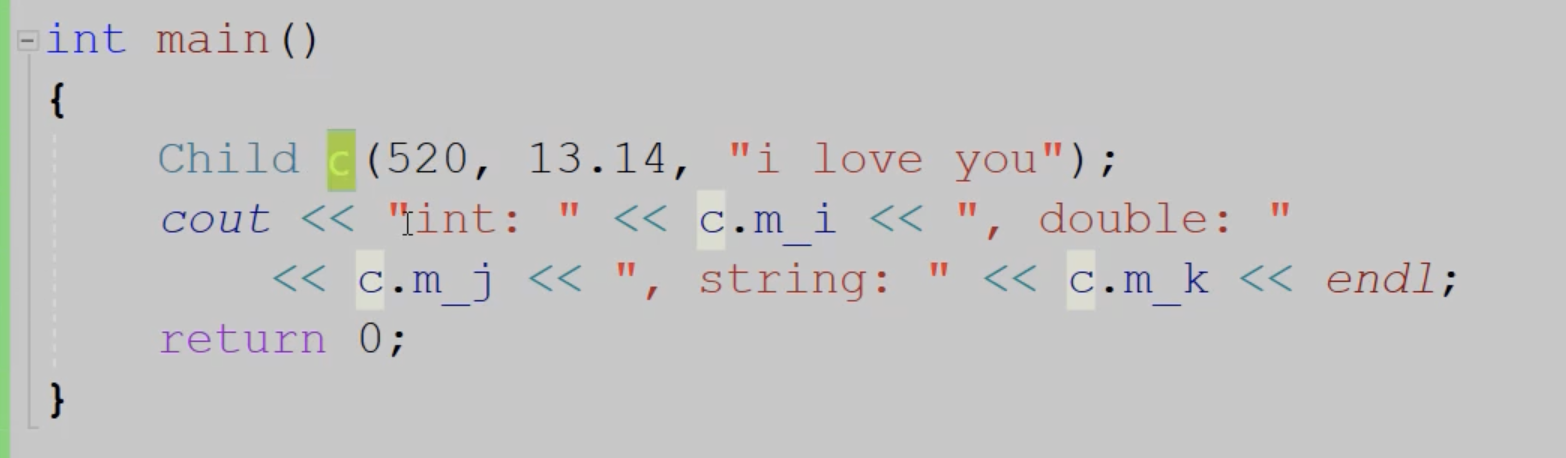 int main()
{
Child c(520, 13.14, "i love you");
cout << "int: " << c.m_i << ", double: "
<< c.m_j << ", string: " << c.m_k << endl;
return 0;
}